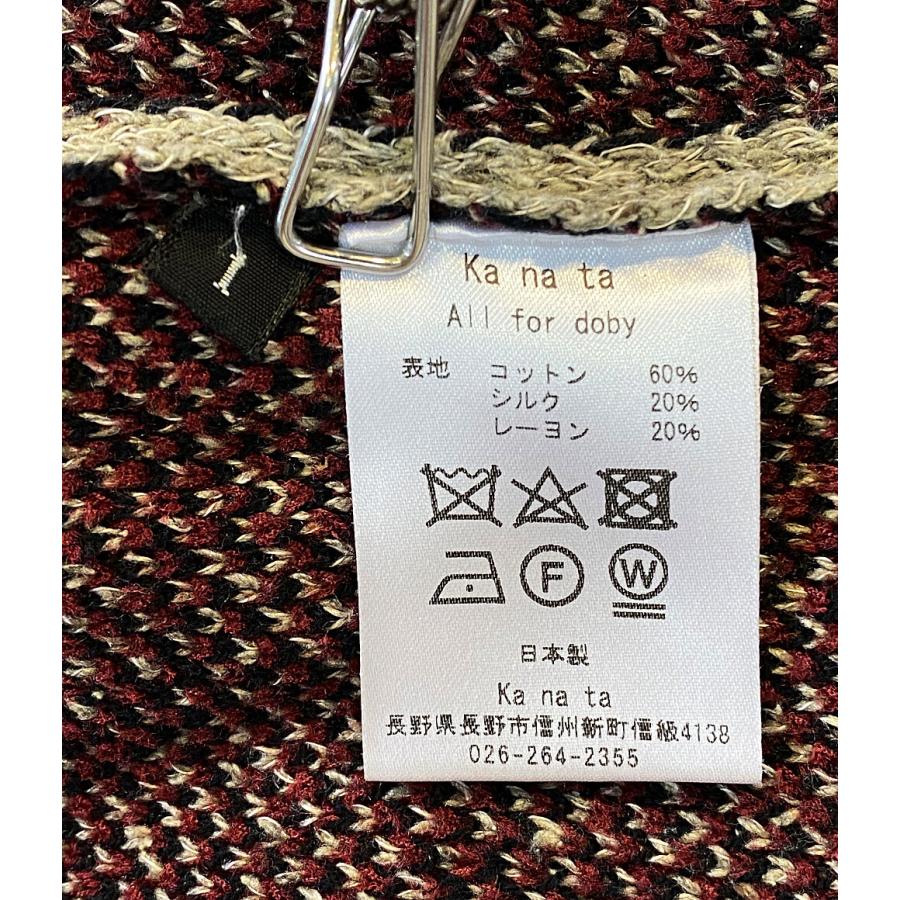 Ka na ta
All for doby
表地 コットン 60%
シルク 20%
レーヨン 20%
F W
日本製
Ka na ta
長野県長野市信州新町信級4138
026-264-2355